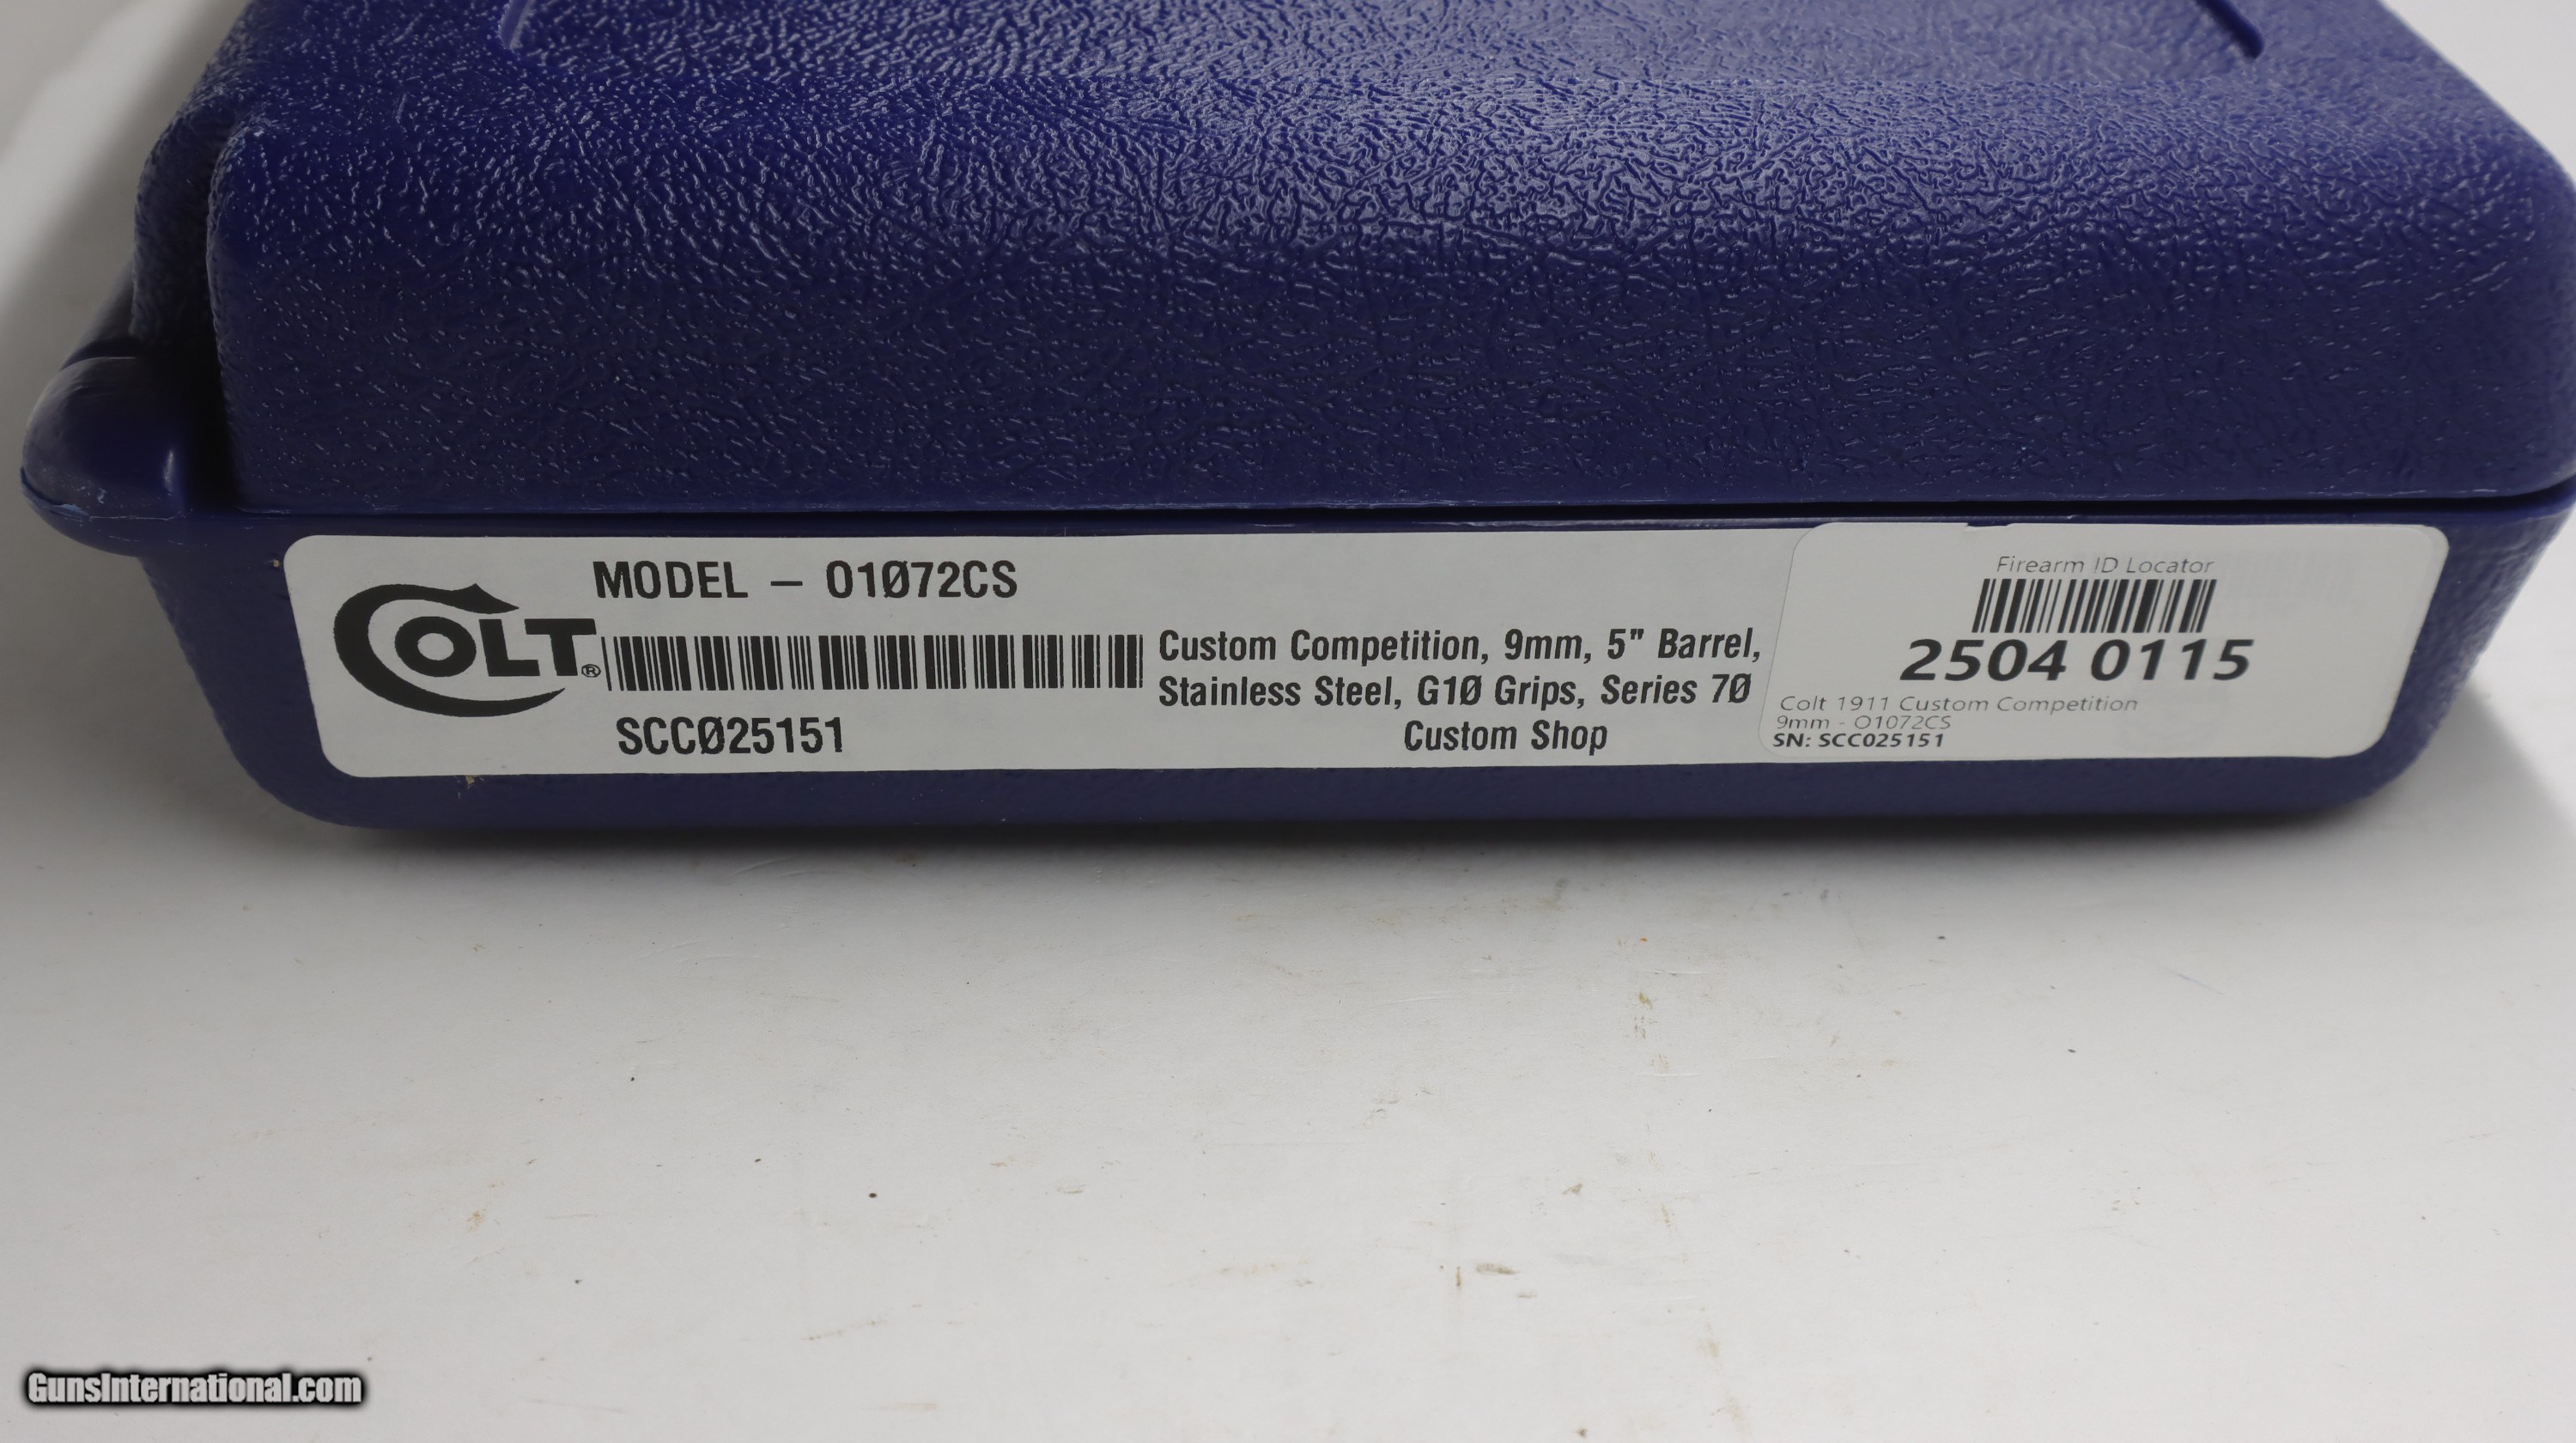 MODEL – O1Ø72CS
COLT®
SCCØ25151
Custom Competition, 9mm, 5" Barrel,
Stainless Steel, G1Ø Grips, Series 7Ø
Custom Shop
Firearm ID Locator
2504 0115
Colt 1911 Custom Competition
9mm - O1072CS
SN: SCC025151
GunsInternational.com